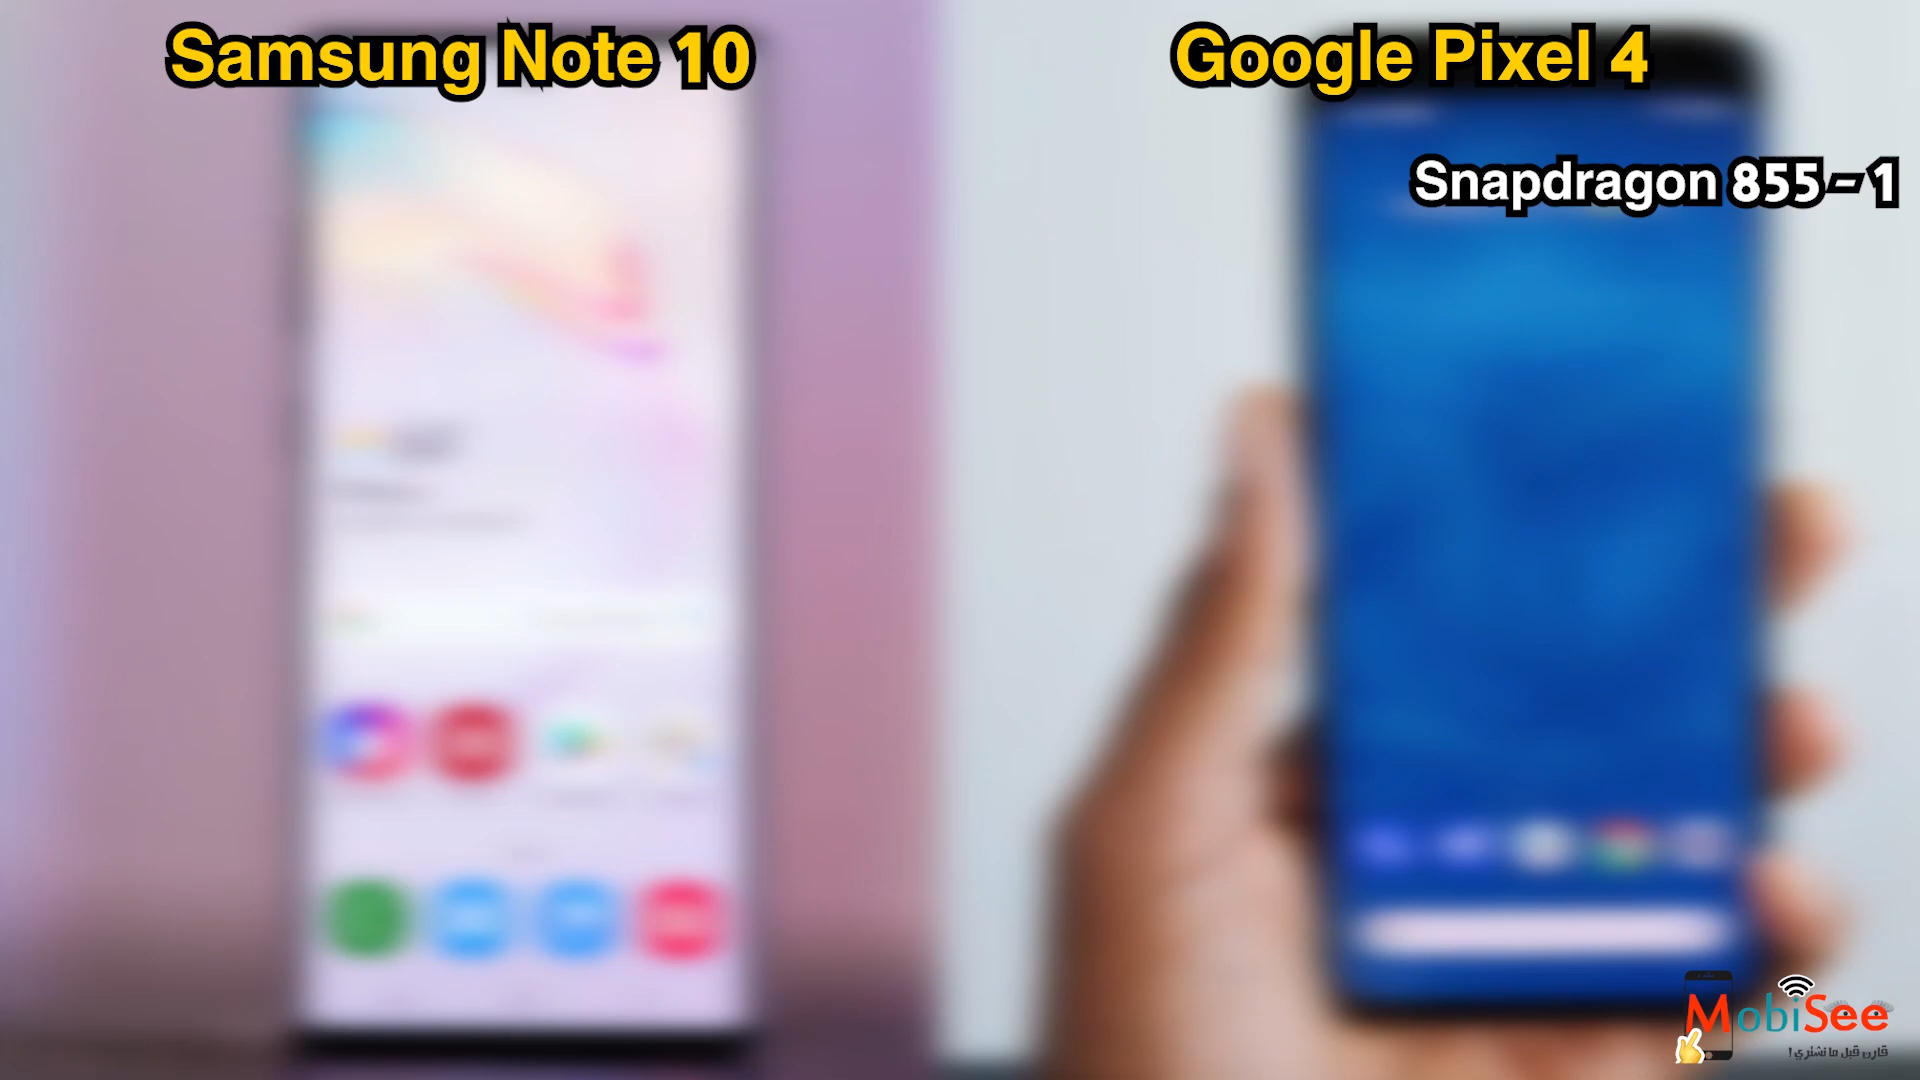 Samsung Note 10
Google Pixel 4
Snapdragon 855 - 1
MobiSee
قارن قبل ما تشتري !